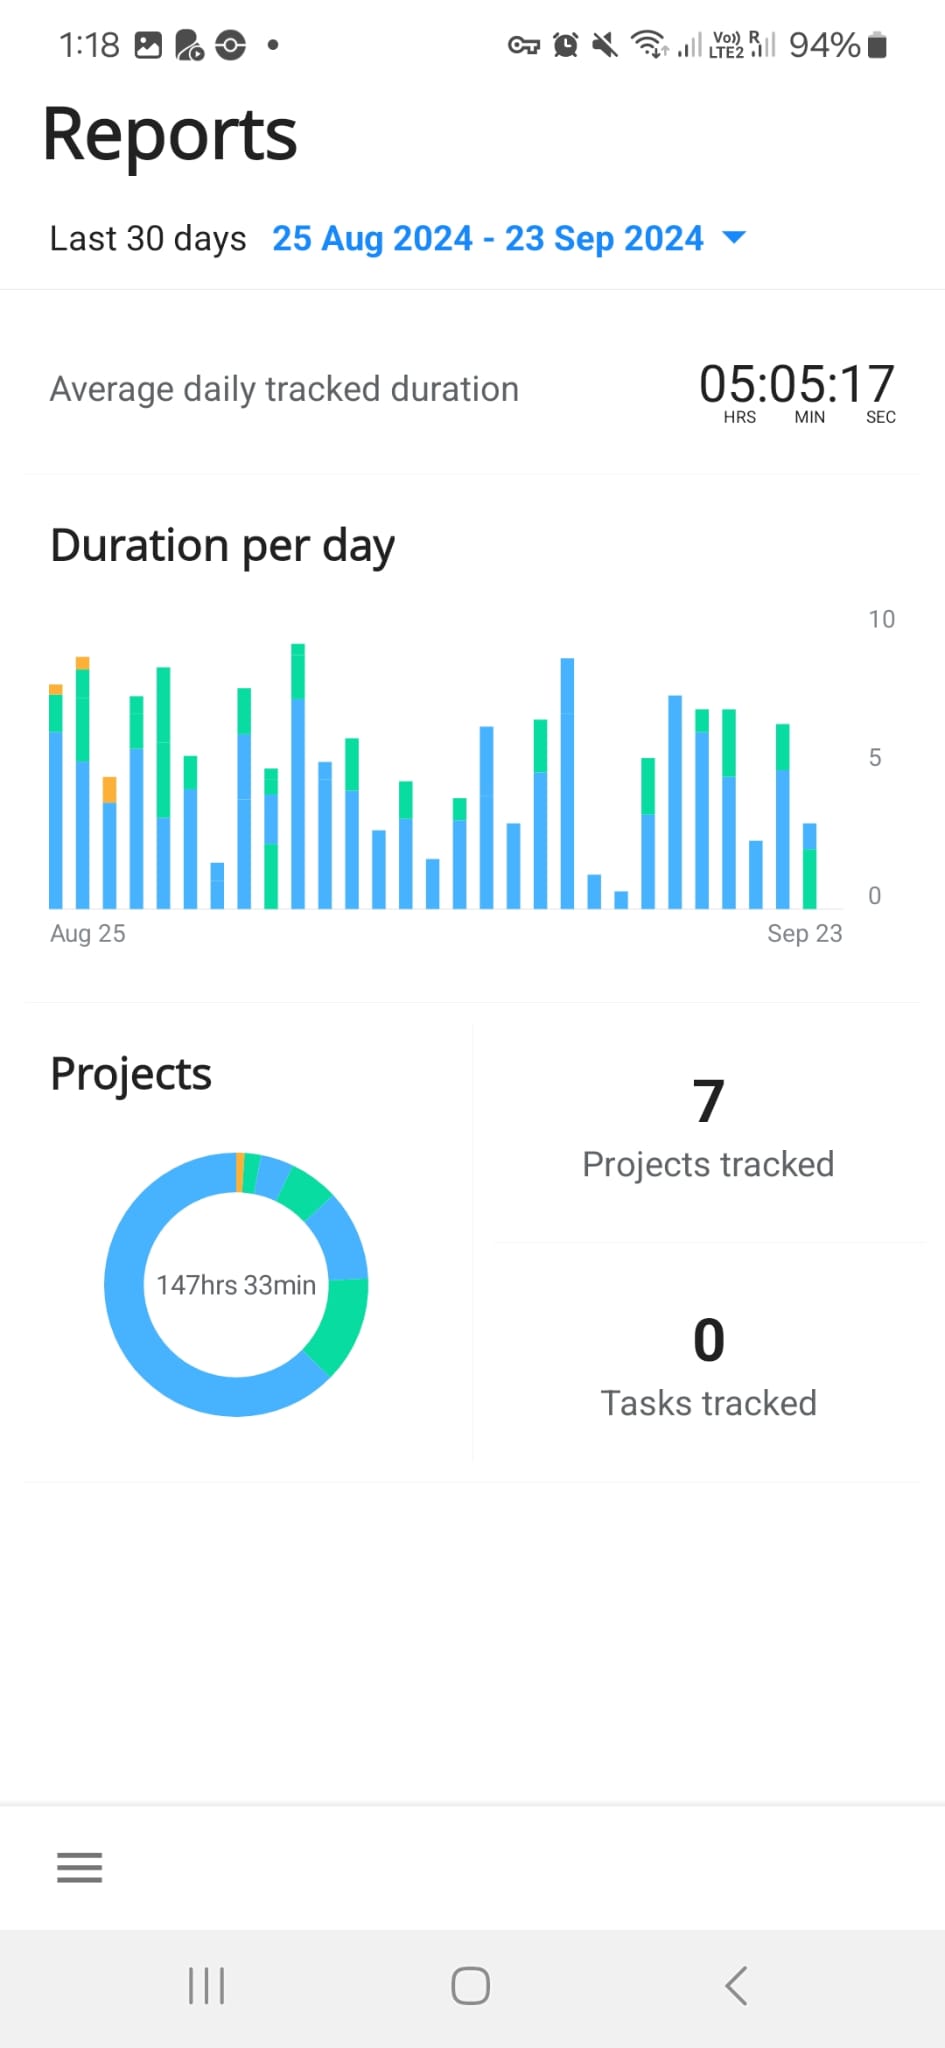 1:18 Vo)) LTE2 R 94%
Reports
Last 30 days 25 Aug 2024 - 23 Sep 2024
Average daily tracked duration 05:05:17
HRS MIN SEC
Duration per day
10
5
0
Aug 25 Sep 23
Projects
7
Projects tracked
147hrs 33min
0
Tasks tracked